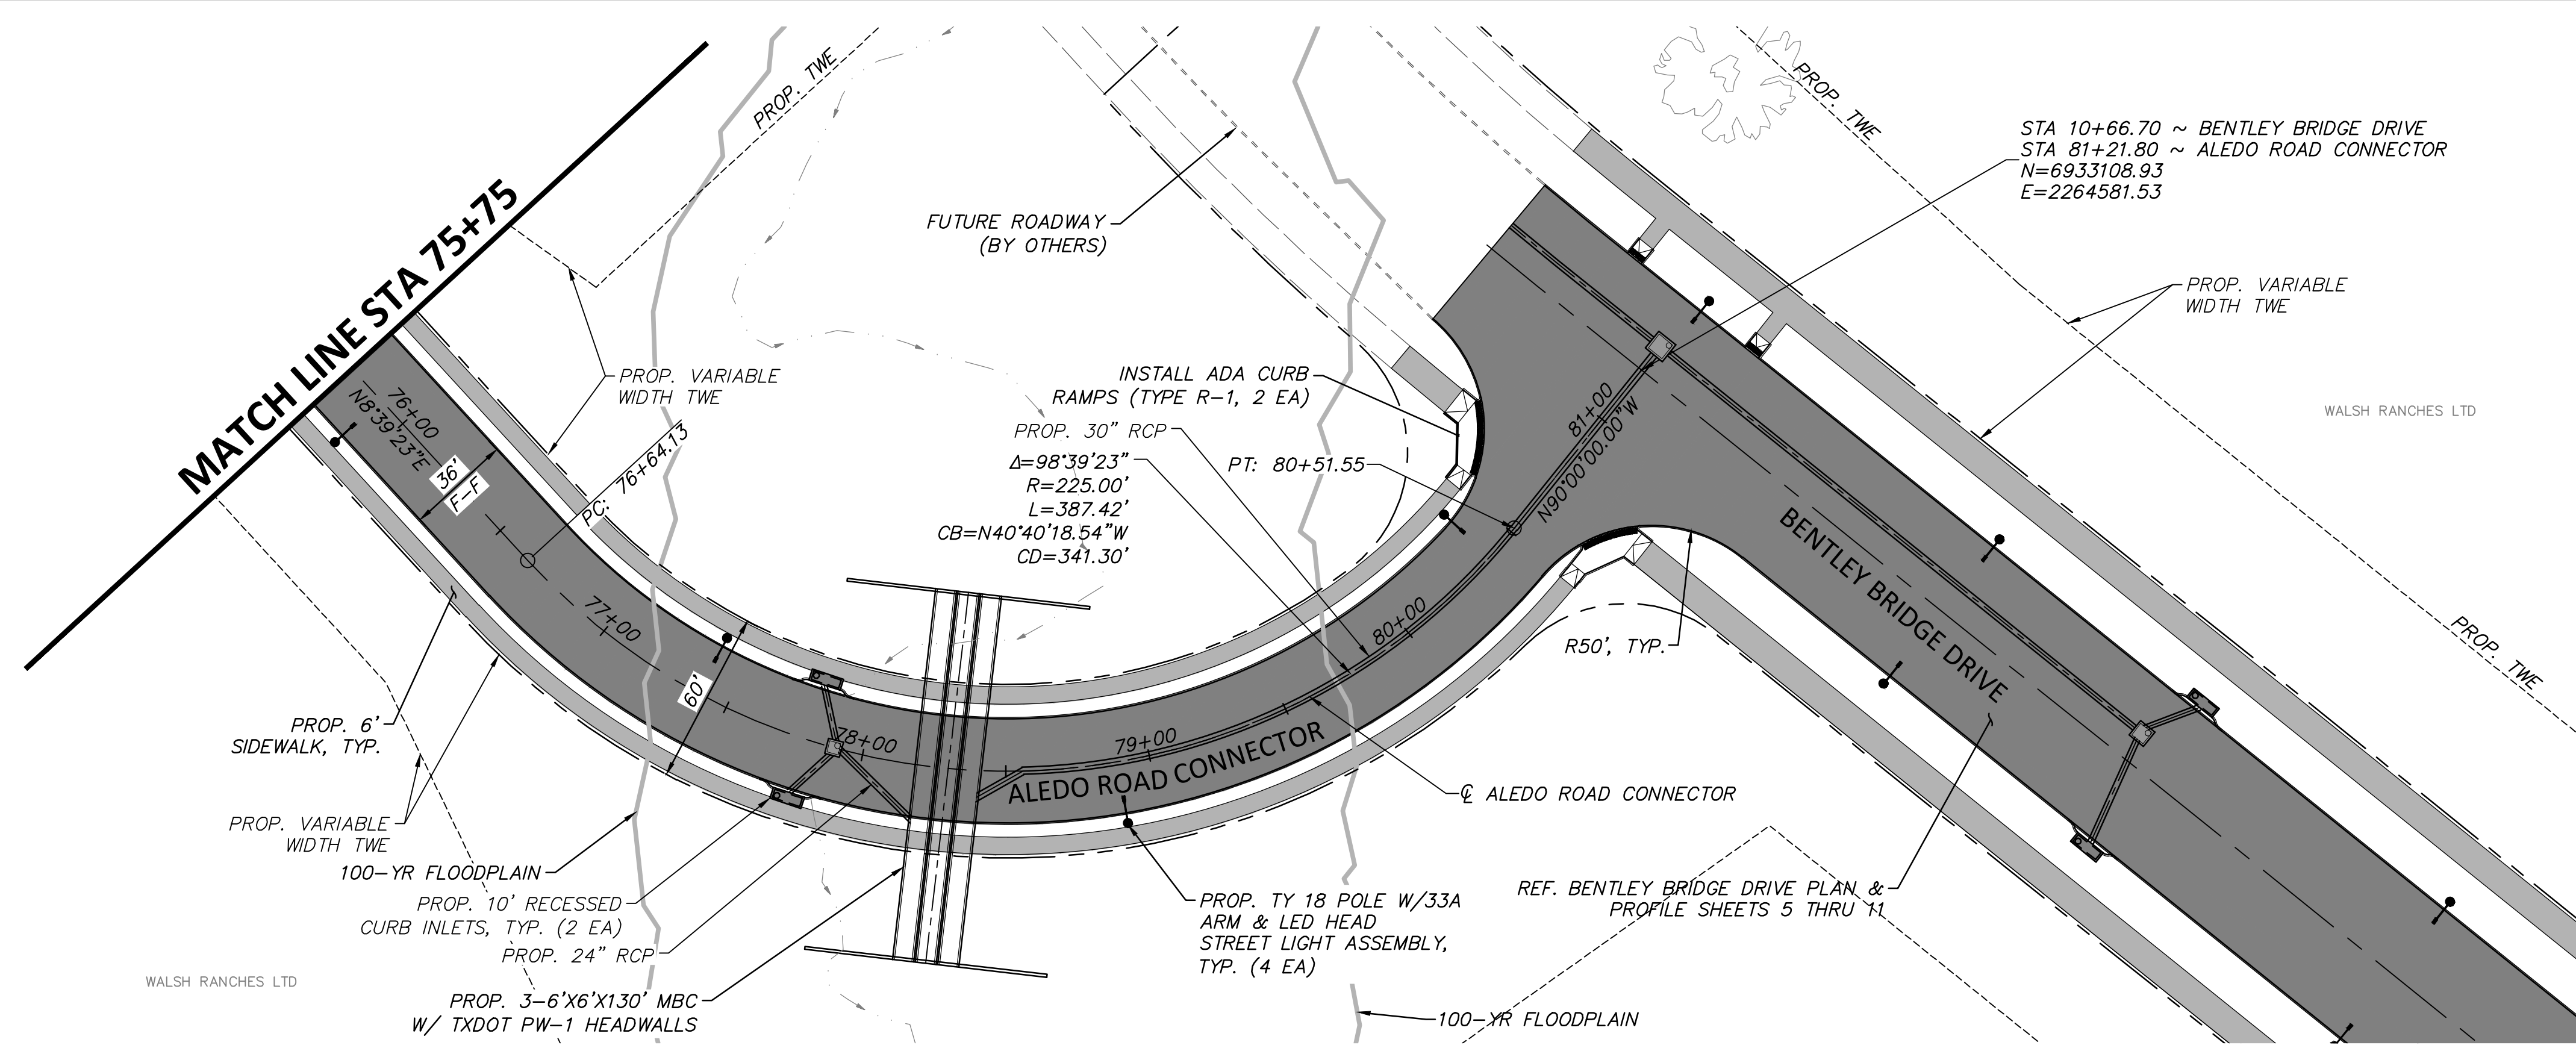 MATCH LINE STA 75+75
PROP. TWE
FUTURE ROADWAY
(BY OTHERS)
PROP. TWE
STA 10+66.70 ~ BENTLEY BRIDGE DRIVE
STA 81+21.80 ~ ALEDO ROAD CONNECTOR
N=6933108.93
E=2264581.53
PROP. VARIABLE
WIDTH TWE
WALSH RANCHES LTD
PROP. TWE
PROP. VARIABLE
WIDTH TWE
76+00
N8°39'23"E
36'
F-F
PC: 76+64.13
77+00
60'
78+00
79+00
80+00
81+00
N90°00'00.00"W
INSTALL ADA CURB
RAMPS (TYPE R-1, 2 EA)
PROP. 30" RCP
Δ=98°39'23"
R=225.00'
L=387.42'
CB=N40°40'18.54"W
CD=341.30'
PT: 80+51.55
BENTLEY BRIDGE DRIVE
ALEDO ROAD CONNECTOR
R50', TYP.
℄ ALEDO ROAD CONNECTOR
PROP. 6'
SIDEWALK, TYP.
PROP. VARIABLE
WIDTH TWE
100-YR FLOODPLAIN
PROP. 10' RECESSED
CURB INLETS, TYP. (2 EA)
PROP. 24" RCP
PROP. 3-6'X6'X130' MBC
W/ TXDOT PW-1 HEADWALLS
WALSH RANCHES LTD
PROP. TY 18 POLE W/33A
ARM & LED HEAD
STREET LIGHT ASSEMBLY,
TYP. (4 EA)
REF. BENTLEY BRIDGE DRIVE PLAN &
PROFILE SHEETS 5 THRU 11
100-YR FLOODPLAIN